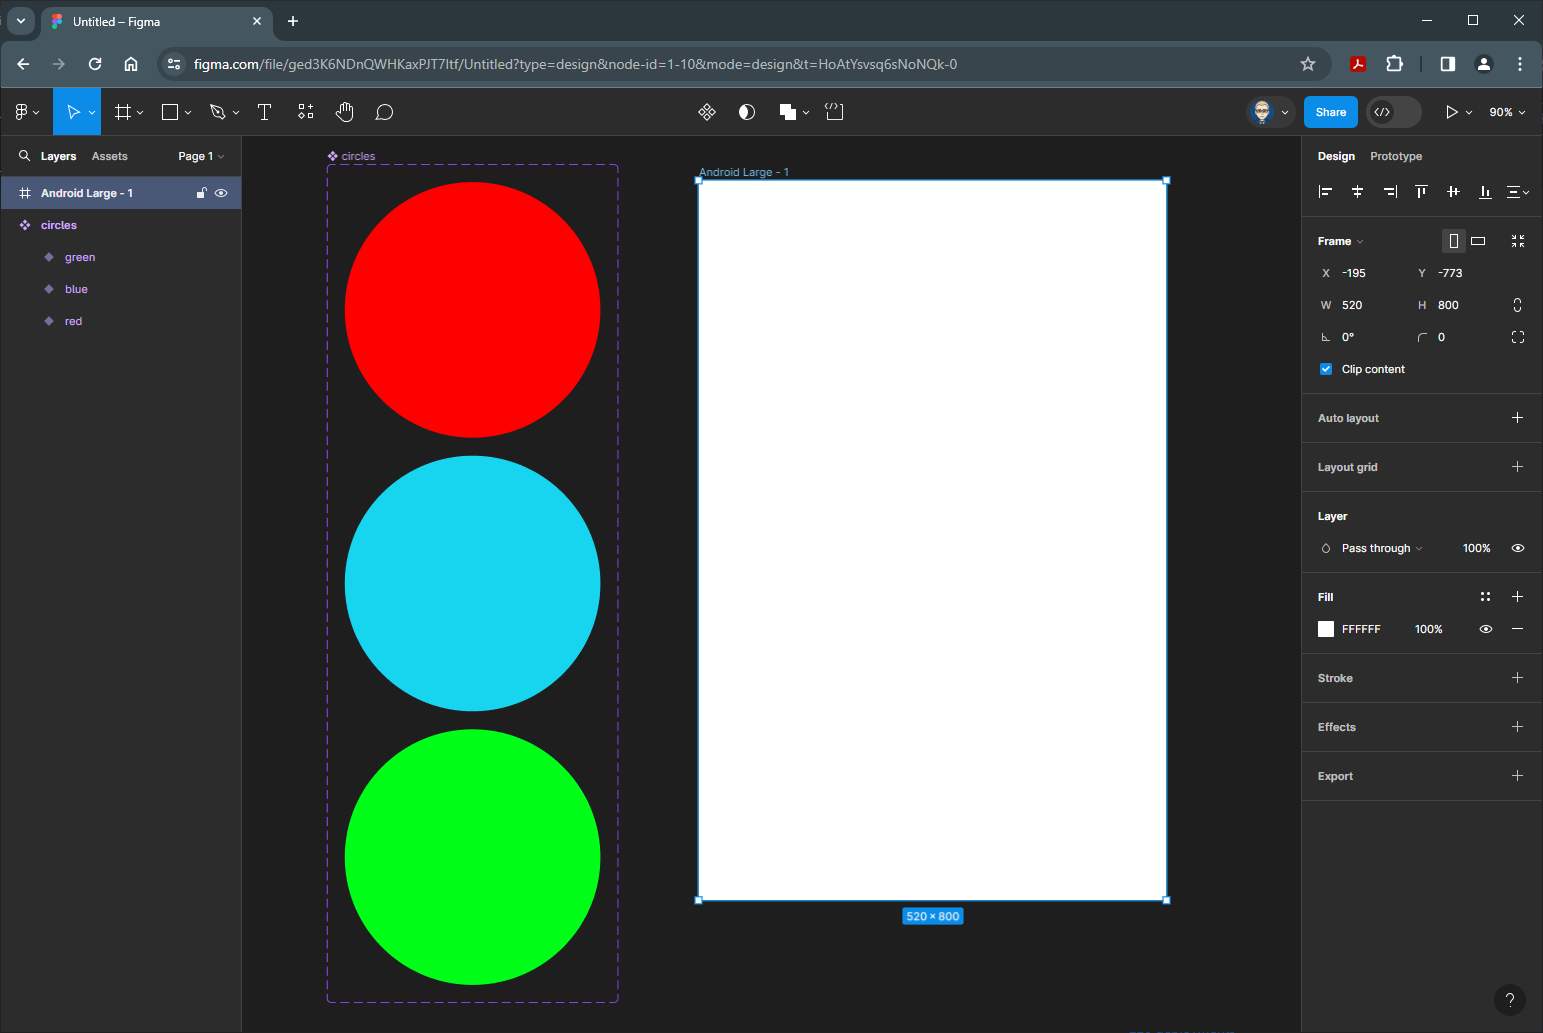 Untitled – Figma
figma.com/file/ged3K6NDnQWHKaxPJT7Itf/Untitled?type=design&node-id=1-10&mode=design&t=HoAtYsvsq6sNoNQk-0
Share
90%
Layers
Assets
Page 1
Android Large - 1
circles
green
blue
red
circles
Android Large - 1
520 × 800
Design
Prototype
Frame
X -195
Y -773
W 520
H 800
0°
0
Clip content
Auto layout
Layout grid
Layer
Pass through
100%
Fill
FFFFFF
100%
Stroke
Effects
Export
?